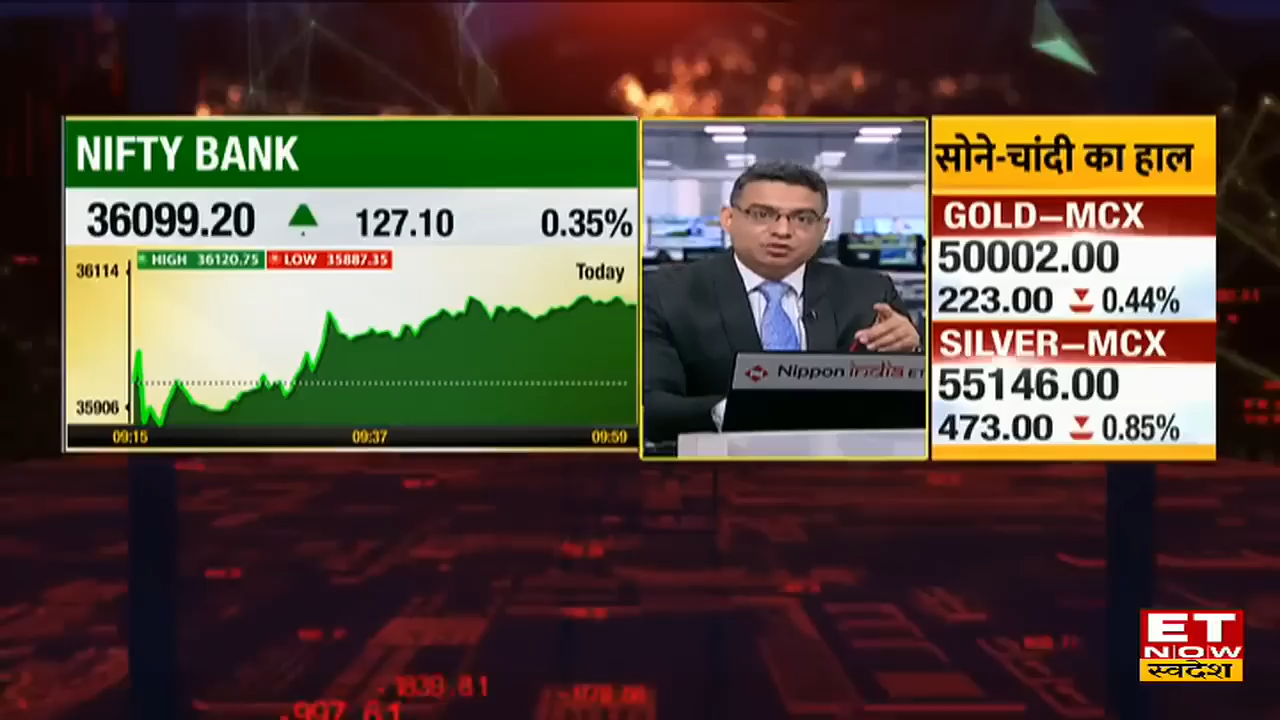 NIFTY BANK
36099.20 127.10 0.35%
HIGH 36120.75 LOW 35887.35
Today
36114
35906
09:15 09:37 09:59
Nippon india ET
सोने-चांदी का हाल
GOLD-MCX
50002.00
223.00 0.44%
SILVER-MCX
55146.00
473.00 0.85%
ET
NOW
स्वदेश